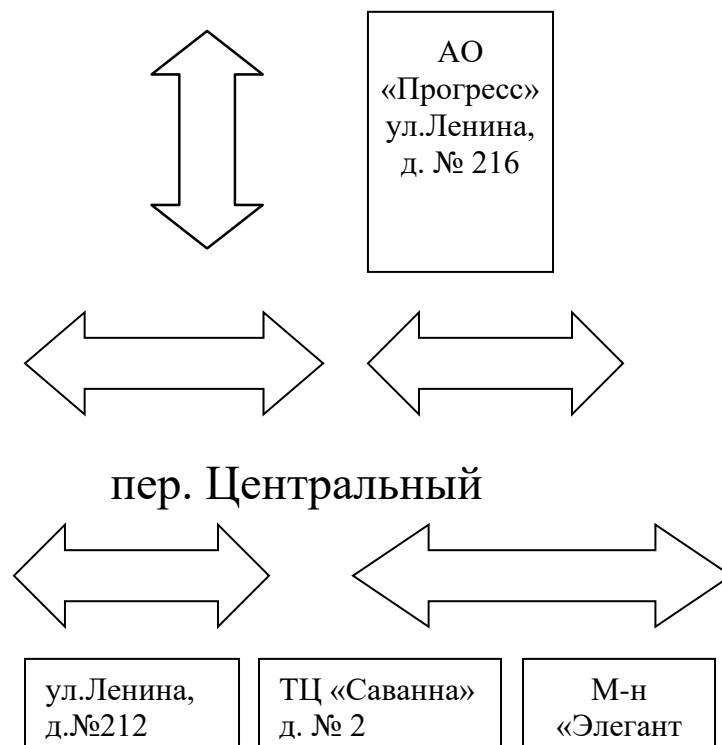 АО
«Прогресс»
ул.Ленина,
д. № 216
пер. Центральный
ул.Ленина,
д.№212
ТЦ «Саванна»
д. № 2
М-н
«Элегант